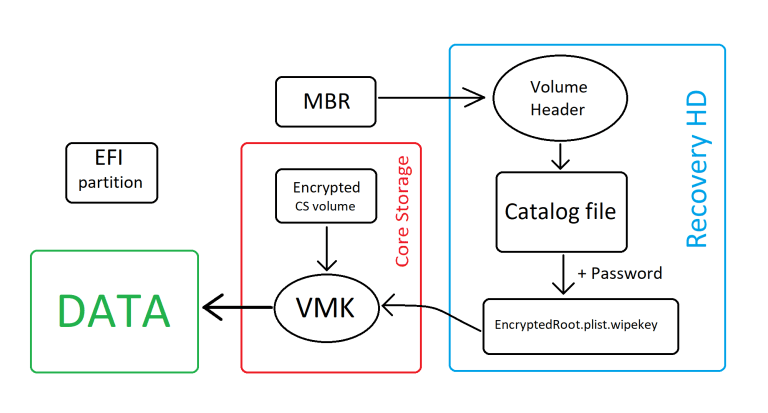 MBR
Volume
Header
EFI
partition
Encrypted
CS volume
Core Storage
Catalog file
Recovery HD
+ Password
DATA
VMK
EncryptedRoot.plist.wipekey